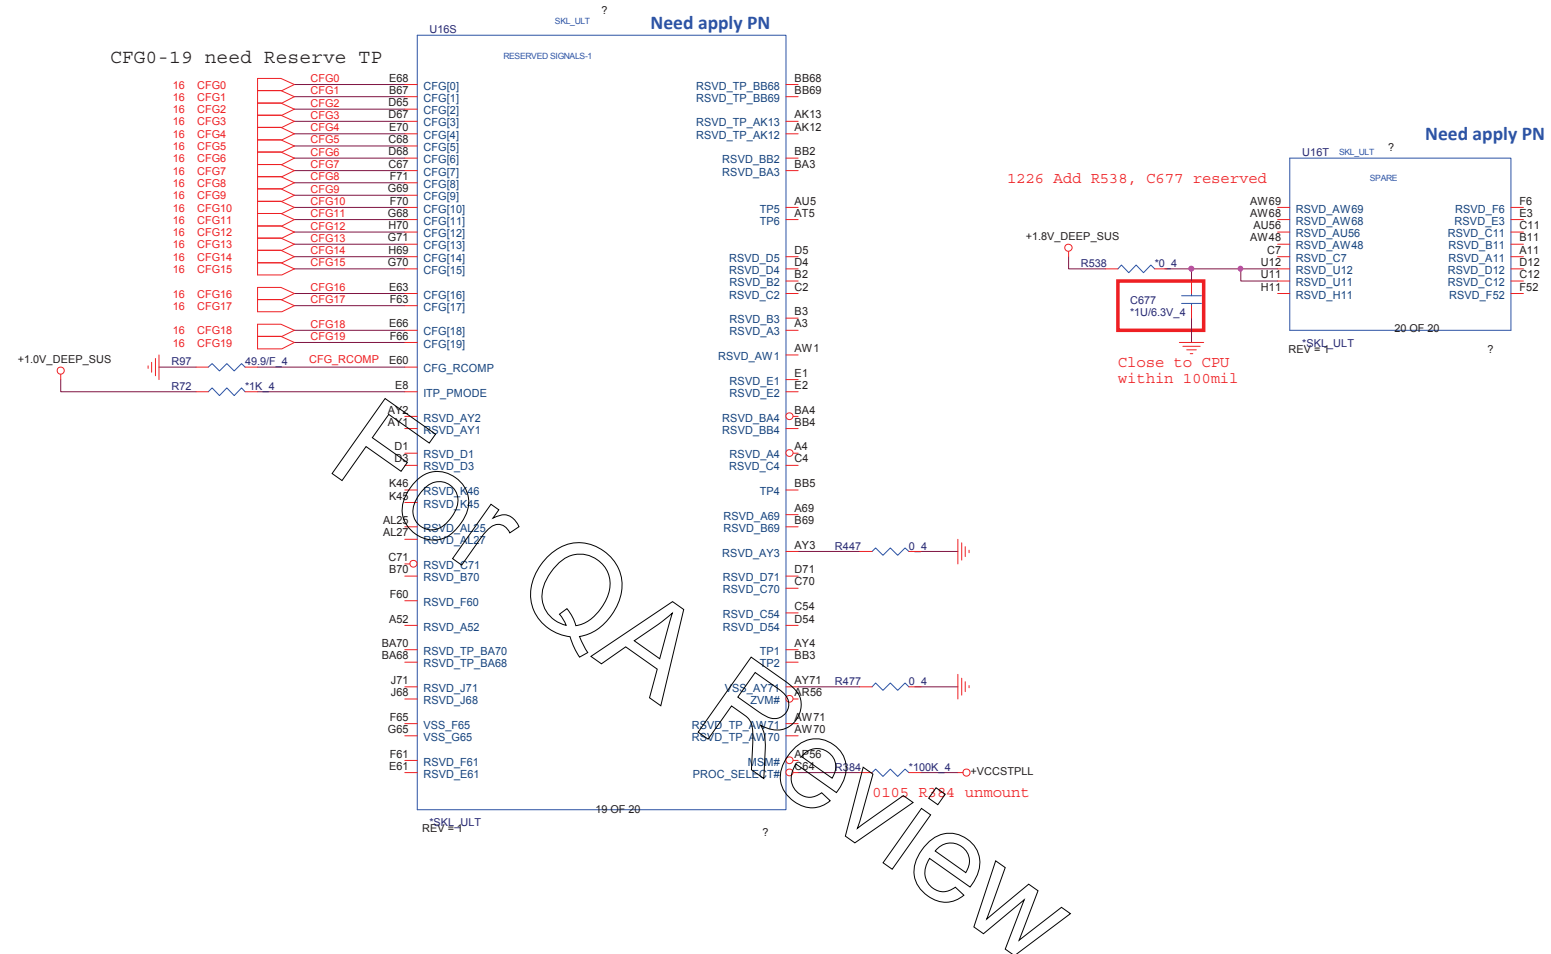 ?
SKL_ULT
Need apply PN
U16S
CFG0-19 need Reserve TP
RESERVED SIGNALS-1
16 CFG0 CFG0 E68 CFG[0]
16 CFG1 CFG1 B67 CFG[1]
16 CFG2 CFG2 D65 CFG[2]
16 CFG3 CFG3 D67 CFG[3]
16 CFG4 CFG4 E70 CFG[4]
16 CFG5 CFG5 C68 CFG[5]
16 CFG6 CFG6 D68 CFG[6]
16 CFG7 CFG7 C67 CFG[7]
16 CFG8 CFG8 F71 CFG[8]
16 CFG9 CFG9 G69 CFG[9]
16 CFG10 CFG10 F70 CFG[10]
16 CFG11 CFG11 G68 CFG[11]
16 CFG12 CFG12 H70 CFG[12]
16 CFG13 CFG13 G71 CFG[13]
16 CFG14 CFG14 H69 CFG[14]
16 CFG15 CFG15 G70 CFG[15]
16 CFG16 CFG16 E63 CFG[16]
16 CFG17 CFG17 F63 CFG[17]
16 CFG18 CFG18 E66 CFG[18]
16 CFG19 CFG19 F66 CFG[19]
+1.0V_DEEP_SUS
R97 49.9/F_4 CFG_RCOMP E60 CFG_RCOMP
R72 *1K_4 E8 ITP_PMODE
AY2 RSVD_AY2
AY1 RSVD_AY1
D1 RSVD_D1
D3 RSVD_D3
K46 RSVD_K46
K45 RSVD_K45
AL25 RSVD_AL25
AL27 RSVD_AL27
C71 RSVD_C71
B70 RSVD_B70
F60 RSVD_F60
A52 RSVD_A52
BA70 RSVD_TP_BA70
BA68 RSVD_TP_BA68
J71 RSVD_J71
J68 RSVD_J68
F65 VSS_F65
G65 VSS_G65
F61 RSVD_F61
E61 RSVD_E61
RSVD_TP_BB68 BB68
RSVD_TP_BB69 BB69
RSVD_TP_AK13 AK13
RSVD_TP_AK12 AK12
RSVD_BB2 BB2
RSVD_BA3 BA3
TP5 AU5
TP6 AT5
RSVD_D5 D5
RSVD_D4 D4
RSVD_B2 B2
RSVD_C2 C2
RSVD_B3 B3
RSVD_A3 A3
RSVD_AW1 AW1
RSVD_E1 E1
RSVD_E2 E2
RSVD_BA4 BA4
RSVD_BB4 BB4
RSVD_A4 A4
RSVD_C4 C4
TP4 BB5
RSVD_A69 A69
RSVD_B69 B69
RSVD_AY3 AY3 R447 0_4
RSVD_D71 D71
RSVD_C70 C70
RSVD_C54 C54
RSVD_D54 D54
TP1 AY4
TP2 BB3
VSS_AY71 AY71 R477 0_4
ZVM# AR56
RSVD_TP_AW71 AW71
RSVD_TP_AW70 AW70
MSM# AP56
PROC_SELECT# C64 R384 *100K_4 +VCCSTPLL
0105 R384 unmount
19 OF 20
*SKL_ULT
REV = 1
?
Need apply PN
U16T SKL_ULT ?
SPARE
1226 Add R538, C677 reserved
+1.8V_DEEP_SUS
R538 *0_4
C677
*1U/6.3V_4
Close to CPU
within 100mil
AW69 RSVD_AW69
AW68 RSVD_AW68
AU56 RSVD_AU56
AW48 RSVD_AW48
C7 RSVD_C7
U12 RSVD_U12
U11 RSVD_U11
H11 RSVD_H11
RSVD_F6 F6
RSVD_E3 E3
RSVD_C11 C11
RSVD_B11 B11
RSVD_A11 A11
RSVD_D12 D12
RSVD_C12 C12
RSVD_F52 F52
20 OF 20
*SKL_ULT
REV = 1
?
For QA Review